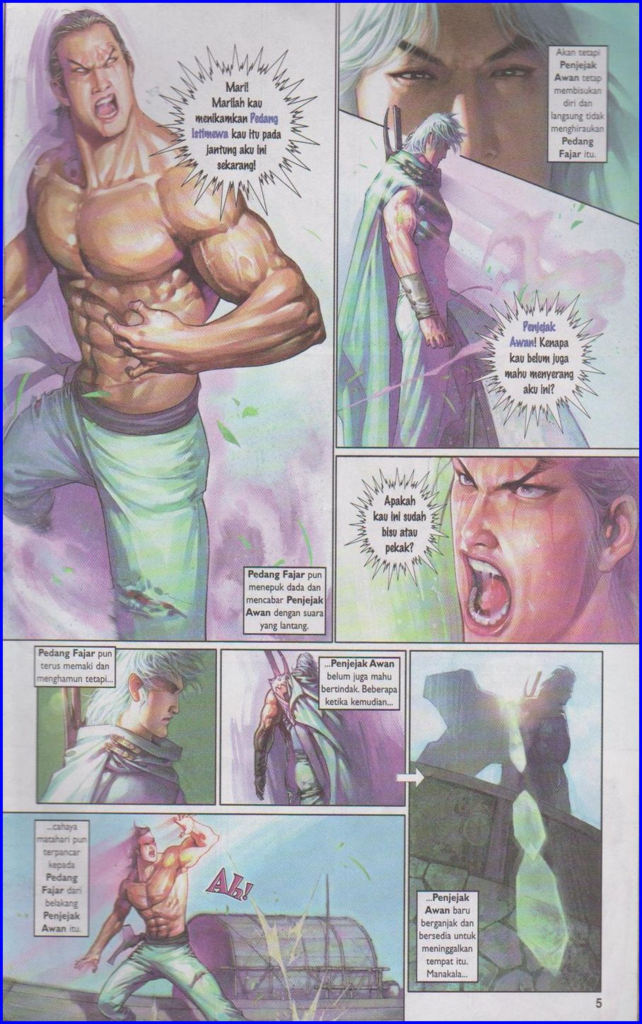 Mari!
Marilah kau
menikamkan Pedang
Istimewa kau itu pada
jantung aku ini
sekarang!
Pedang Fajar pun
menepuk dada dan
mencabar Penjejak
Awan dengan suara
yang lantang.
Akan tetapi
Penjejak
Awan tetap
membisukan
diri dan
langsung tidak
menghiraukan
Pedang
Fajar itu.
Penjejak
Awan! Kenapa
kau belum juga
mahu menyerang
aku ini?
Apakah
kau ini sudah
bisu atau
pekak?
Pedang Fajar pun
terus memaki dan
menghamun tetapi...
...Penjejak Awan
belum juga mahu
bertindak. Beberapa
ketika kemudian...
...Penjejak
Awan baru
berganjak dan
bersedia untuk
meninggalkan
tempat itu.
Manakala...
...cahaya
matahari pun
terpancar
kepada
Pedang
Fajar dari
belakang
Penjejak
Awan itu.
Ah!
5